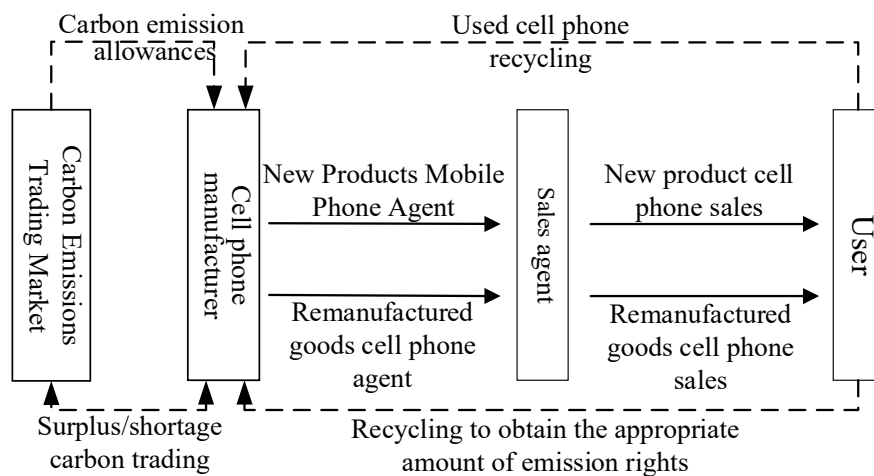 Carbon emission
allowances
Used cell phone
recycling
Carbon Emissions
Trading Market
Cell phone
manufacturer
New Products Mobile
Phone Agent
Remanufactured
goods cell phone
agent
Sales agent
New product cell
phone sales
Remanufactured
goods cell phone
sales
User
Surplus/shortage
carbon trading
Recycling to obtain the appropriate
amount of emission rights